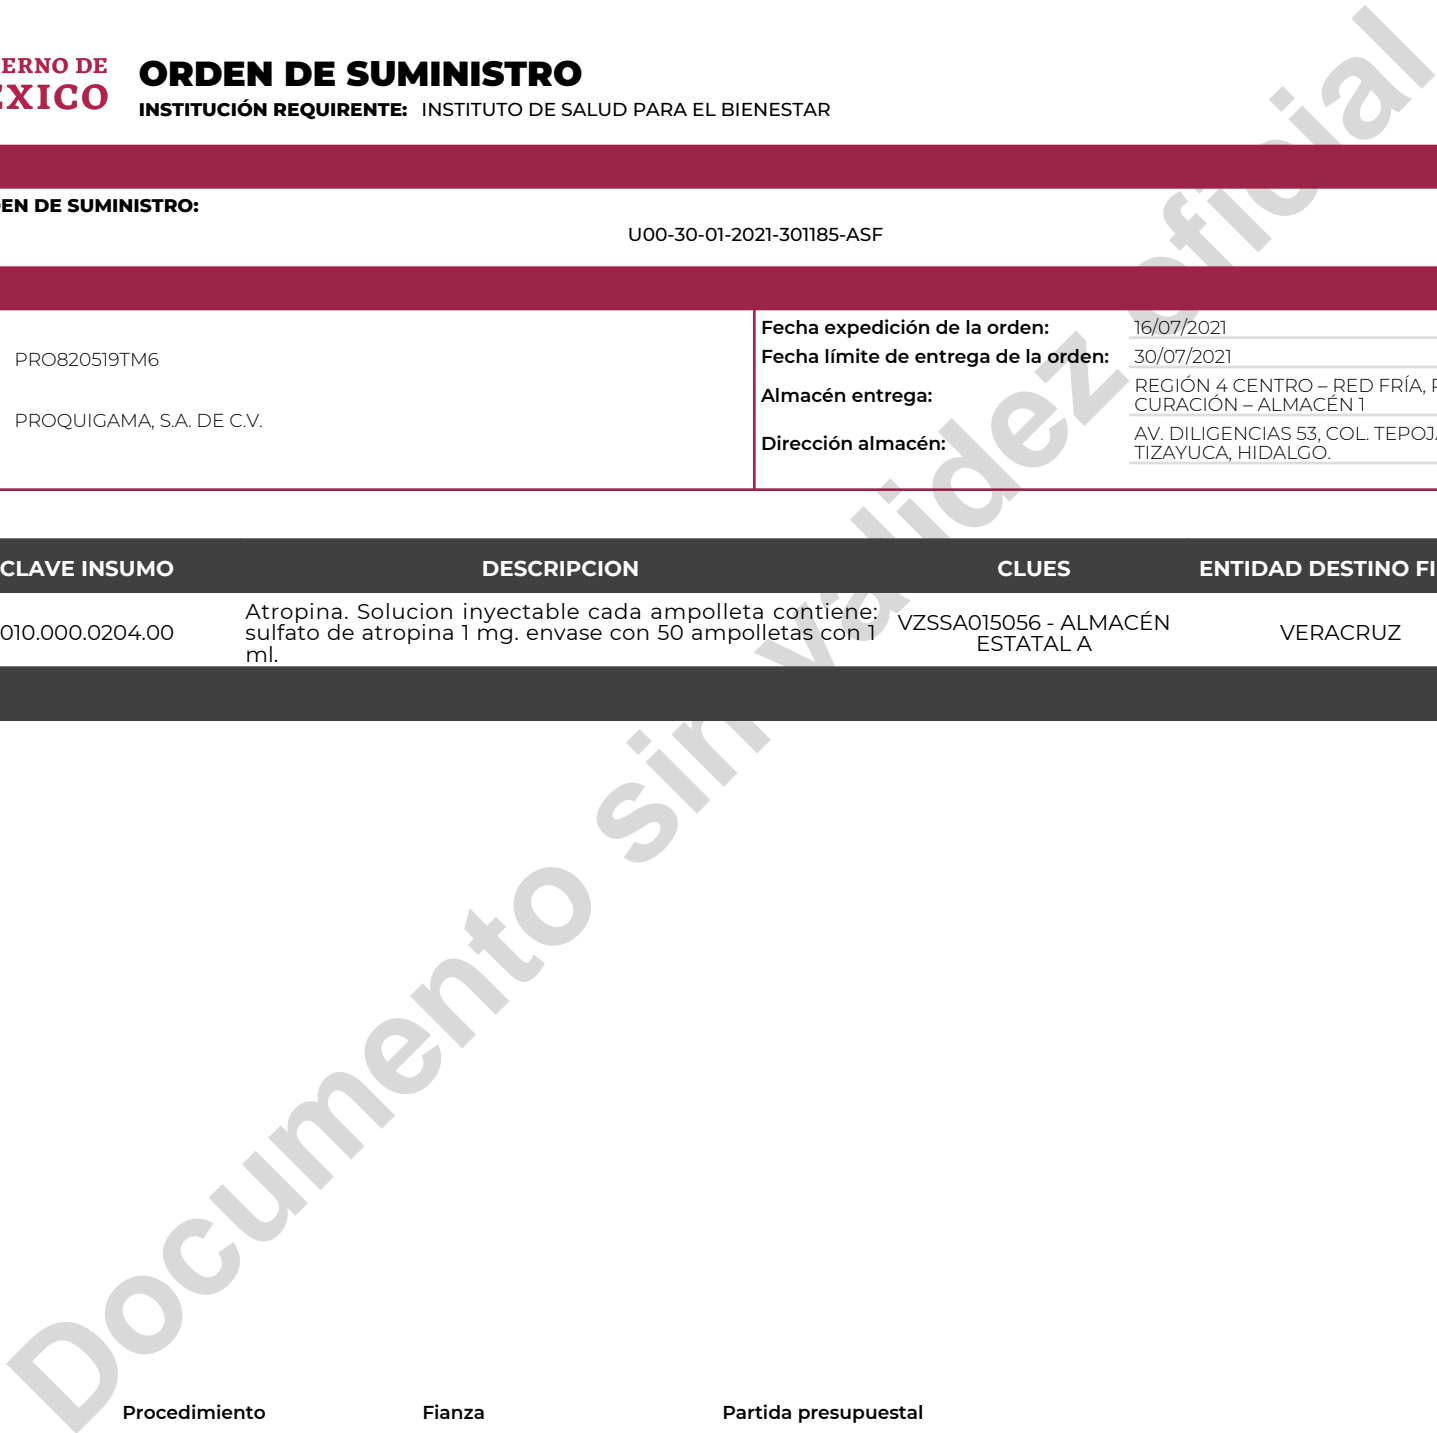 ERNO DE
EXICO
ORDEN DE SUMINISTRO
INSTITUCIÓN REQUIRENTE: INSTITUTO DE SALUD PARA EL BIENESTAR
EN DE SUMINISTRO:
U00-30-01-2021-301185-ASF
PRO820519TM6
PROQUIGAMA, S.A. DE C.V.
Fecha expedición de la orden: 16/07/2021
Fecha límite de entrega de la orden: 30/07/2021
Almacén entrega: REGIÓN 4 CENTRO – RED FRÍA,
CURACIÓN – ALMACÉN 1
Dirección almacén: AV. DILIGENCIAS 53, COL. TEPOJ
TIZAYUCA, HIDALGO.
CLAVE INSUMO DESCRIPCION CLUES ENTIDAD DESTINO FI
010.000.0204.00
Atropina. Solucion inyectable cada ampolleta contiene:
sulfato de atropina 1 mg. envase con 50 ampolletas con 1
ml.
VZSSA015056 - ALMACÉN
ESTATAL A
VERACRUZ
Documento sin validez oficial
Procedimiento Fianza Partida presupuestal